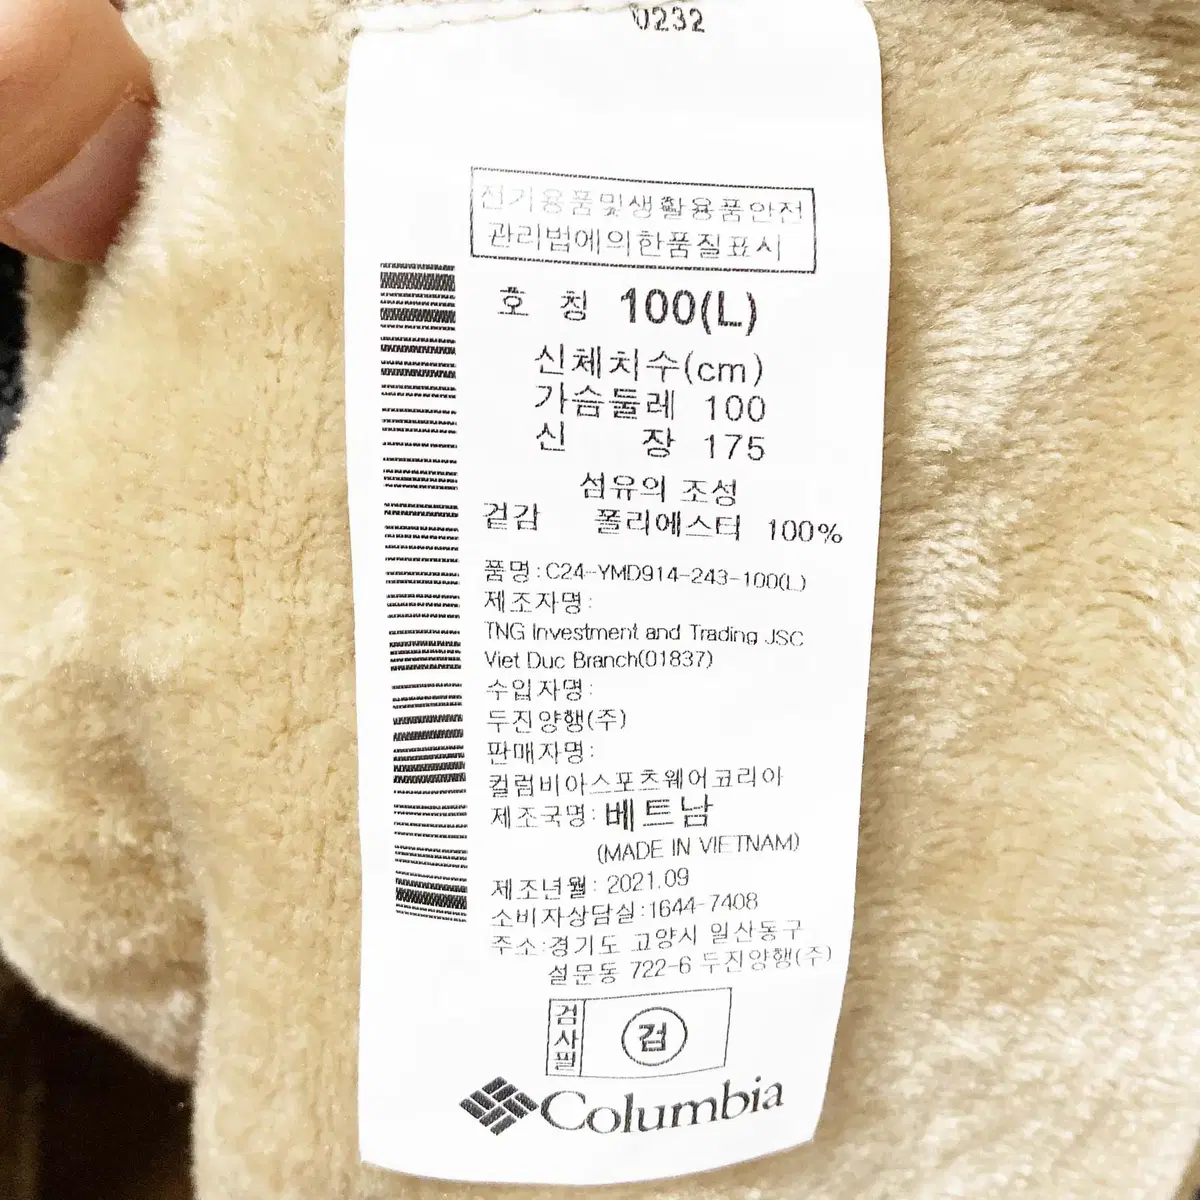 0232
전기용품및생활용품안전
관리법에의한품질표시
호 칭 100(L)
신체치수(cm)
가슴둘레 100
신 장 175
섬유의 조성
겉감 폴리에스터 100%
품명:C24-YMD914-243-100(L)
제조자명:
TNG Investment and Trading JSC
Viet Duc Branch(01837)
수입자명:
두진양행(주)
판매자명:
컬럼비아스포츠웨어코리아
제조국명:베트남
(MADE IN VIETNAM)
제조년월: 2021.09
소비자상담실:1644-7408
주소:경기도 고양시 일산동구
설문동 722-6 두진양행(주)
검사필 검
Columbia